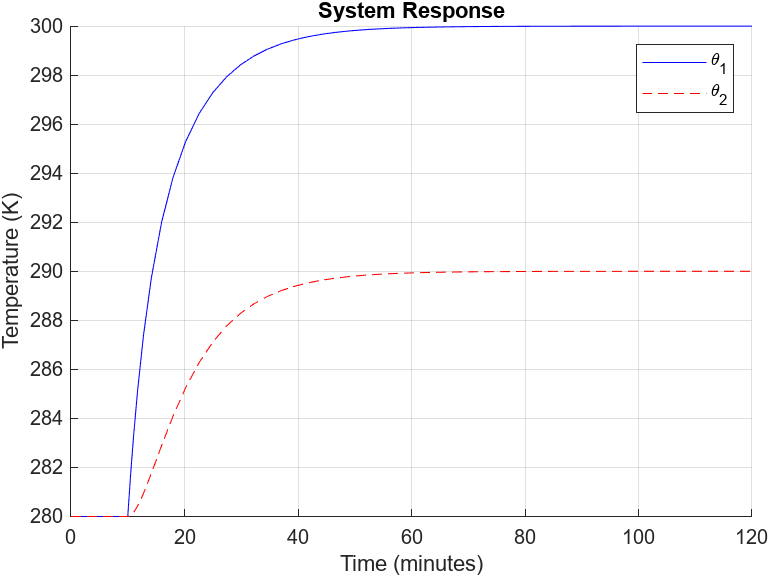 System Response
300
298
296
294
292
290
288
286
284
282
280
Temperature (K)
0 20 40 60 80 100 120
Time (minutes)
θ1
θ2